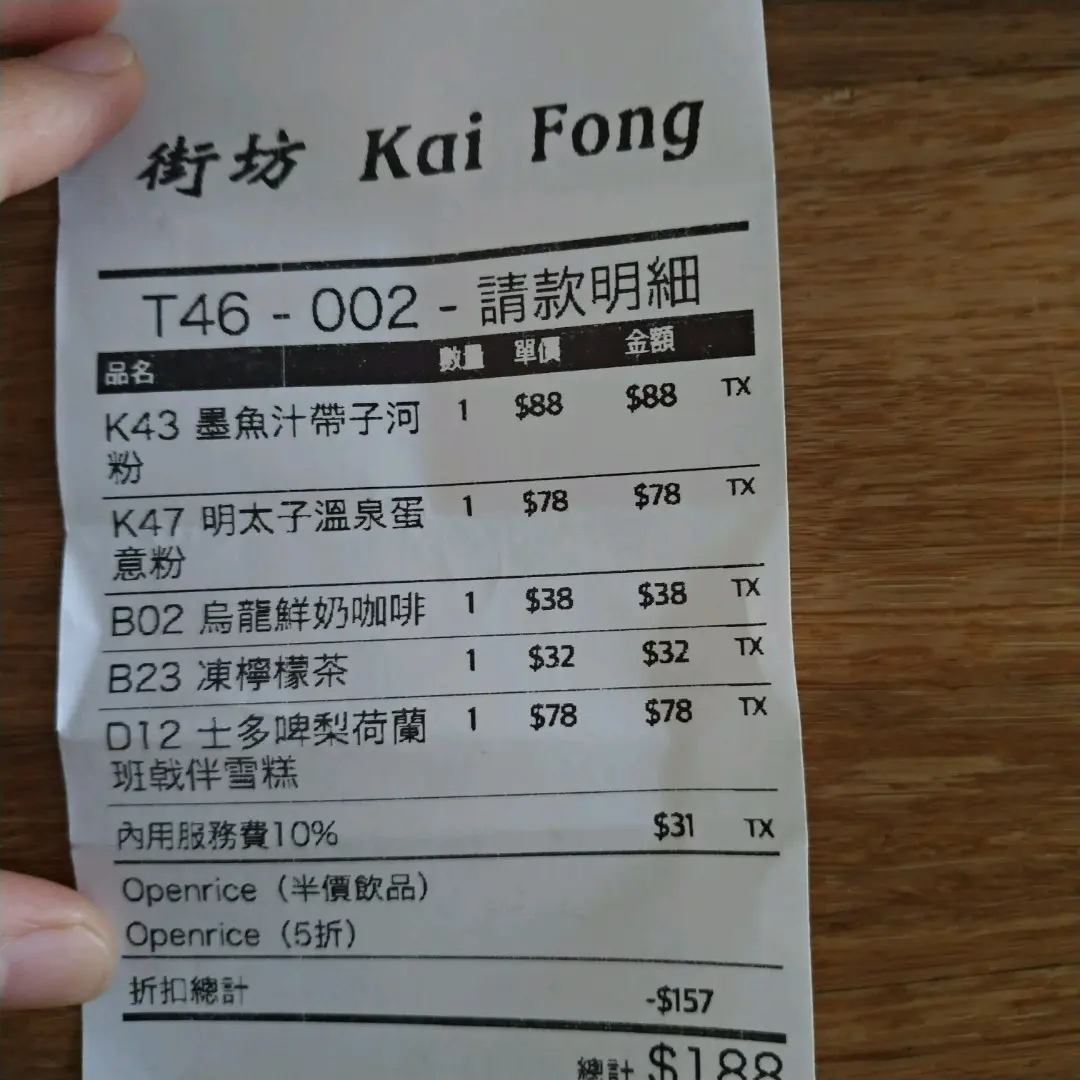 街坊 Kai Fong
T46 - 002 - 請款明細
品名 數量 單價 金額
K43 墨魚汁帶子河 1 $88 $88 TX
粉
K47 明太子溫泉蛋 1 $78 $78 TX
意粉
B02 烏龍鮮奶咖啡 1 $38 $38 TX
B23 凍檸檬茶 1 $32 $32 TX
D12 士多啤梨荷蘭 1 $78 $78 TX
班戟伴雪糕
內用服務費10% $31 TX
Openrice（半價飲品）
Openrice（5折）
折扣總計 -$157
總計 $188